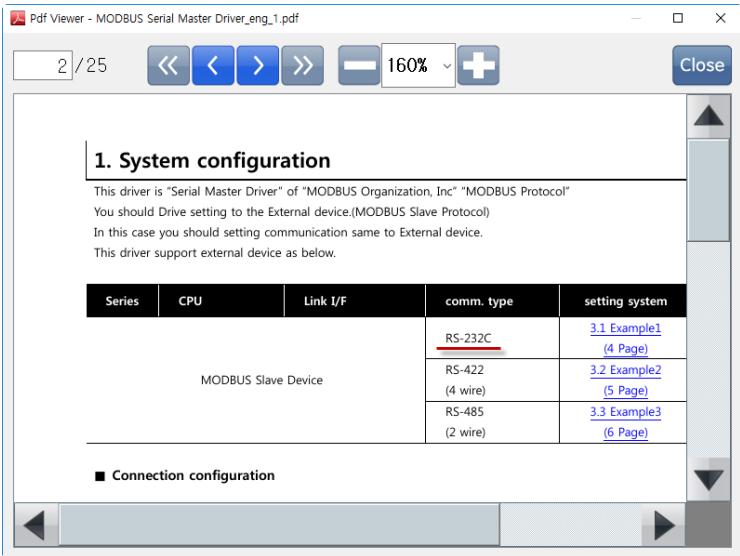 Pdf Viewer - MODBUS Serial Master Driver_eng_1.pdf
2 /25
160%
Close
1. System configuration
This driver is “Serial Master Driver” of “MODBUS Organization, Inc” “MODBUS Protocol”
You should Drive setting to the External device.(MODBUS Slave Protocol)
In this case you should setting communication same to External device.
This driver support external device as below.
Series CPU Link I/F comm. type setting system
MODBUS Slave Device
RS-232C
3.1 Example1
(4 Page)
RS-422
(4 wire)
3.2 Example2
(5 Page)
RS-485
(2 wire)
3.3 Example3
(6 Page)
■ Connection configuration